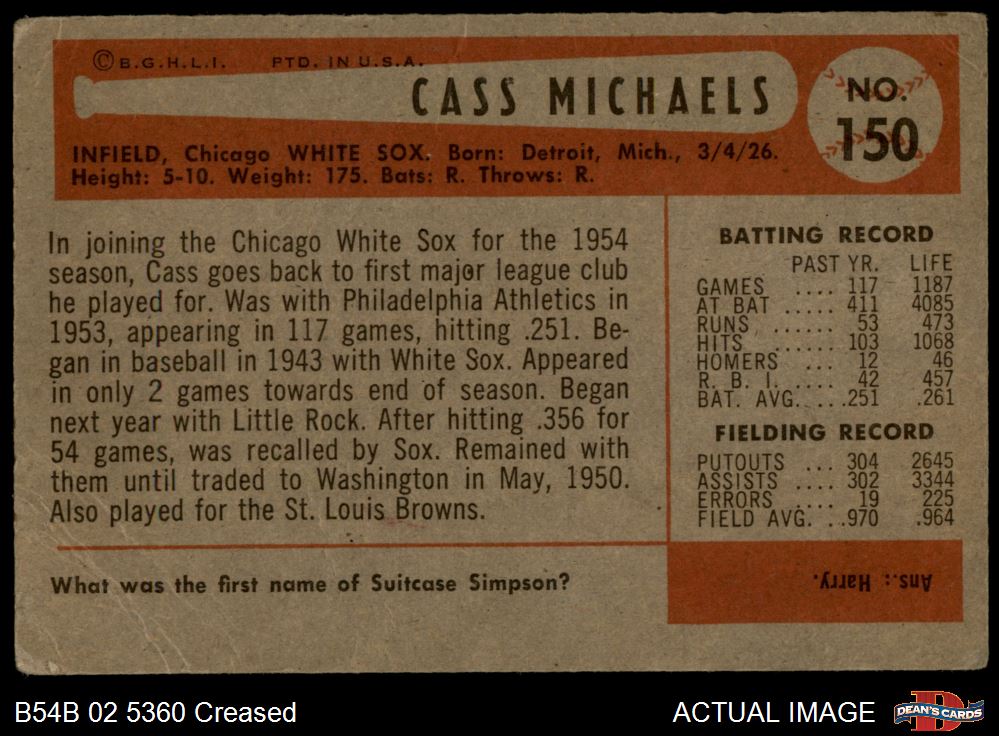 ©B.G.H.L.I. PTD. IN U.S.A.
CASS MICHAELS
NO.
150
INFIELD, Chicago WHITE SOX. Born: Detroit, Mich., 3/4/26.
Height: 5-10. Weight: 175. Bats: R. Throws: R.
In joining the Chicago White Sox for the 1954
season, Cass goes back to first major league club
he played for. Was with Philadelphia Athletics in
1953, appearing in 117 games, hitting .251. Be-
gan in baseball in 1943 with White Sox. Appeared
in only 2 games towards end of season. Began
next year with Little Rock. After hitting .356 for
54 games, was recalled by Sox. Remained with
them until traded to Washington in May, 1950.
Also played for the St. Louis Browns.
BATTING RECORD
PAST YR. LIFE
GAMES .... 117 1187
AT BAT ..... 411 4085
RUNS ...... 53 473
HITS ...... 103 1068
HOMERS .... 12 46
R. B. I. ..... 42 457
BAT. AVG. ...251 .261
FIELDING RECORD
PUTOUTS ... 304 2645
ASSISTS .... 302 3344
ERRORS ..... 19 225
FIELD AVG. ..970 .964
What was the first name of Suitcase Simpson?
Ans.: Harry.
B54B 02 5360 Creased
ACTUAL IMAGE
DEAN'S CARDS